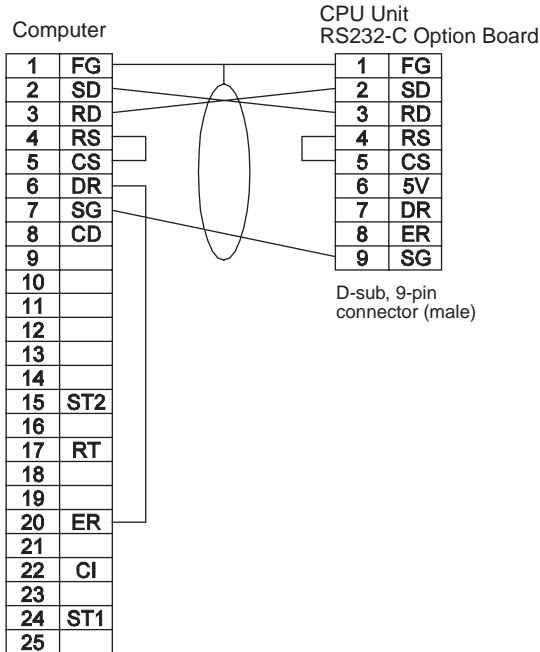 Computer
1 FG
2 SD
3 RD
4 RS
5 CS
6 DR
7 SG
8 CD
9
10
11
12
13
14
15 ST2
16
17 RT
18
19
20 ER
21
22 CI
23
24 ST1
25
CPU Unit
RS232-C Option Board
1 FG
2 SD
3 RD
4 RS
5 CS
6 5V
7 DR
8 ER
9 SG
D-sub, 9-pin
connector (male)